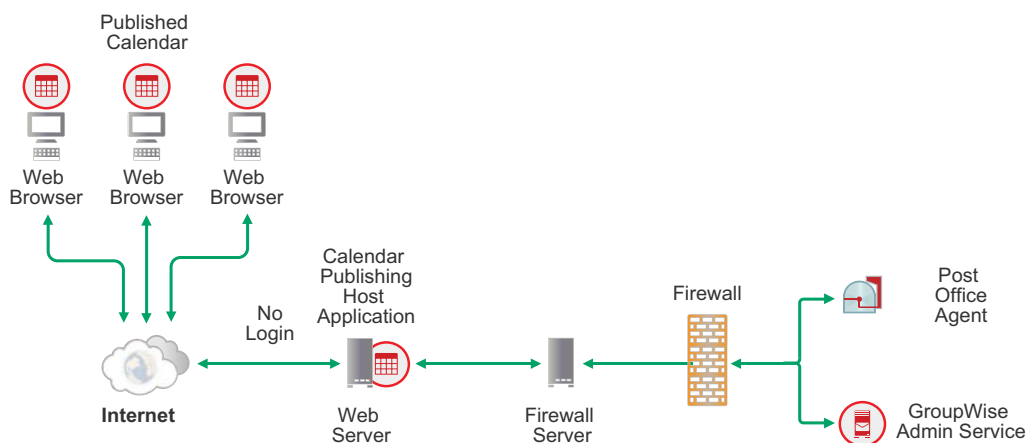 Published
Calendar
Web
Browser
Web
Browser
Web
Browser
Calendar
Publishing
Host
Application
No
Login
Firewall
Post
Office
Agent
Internet
Web
Server
Firewall
Server
GroupWise
Admin Service